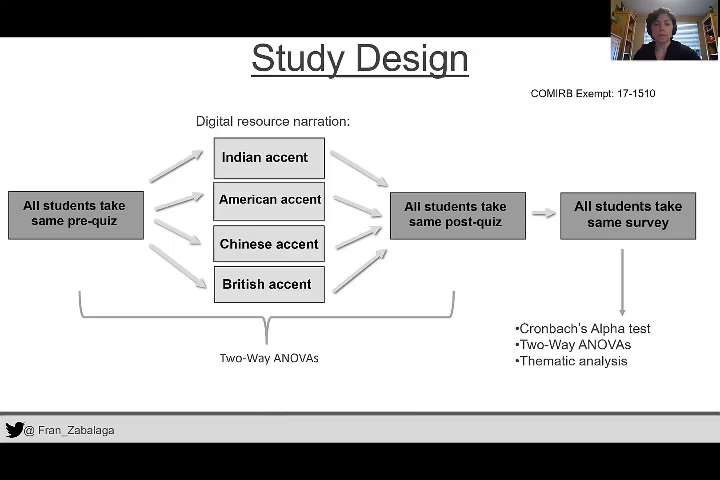 Study Design
COMIRB Exempt: 17-1510
Digital resource narration:
Indian accent
American accent
Chinese accent
British accent
All students take
same pre-quiz
All students take
same post-quiz
All students take
same survey
Two-Way ANOVAs
•Cronbach's Alpha test
•Two-Way ANOVAs
•Thematic analysis
@ Fran_Zabalaga